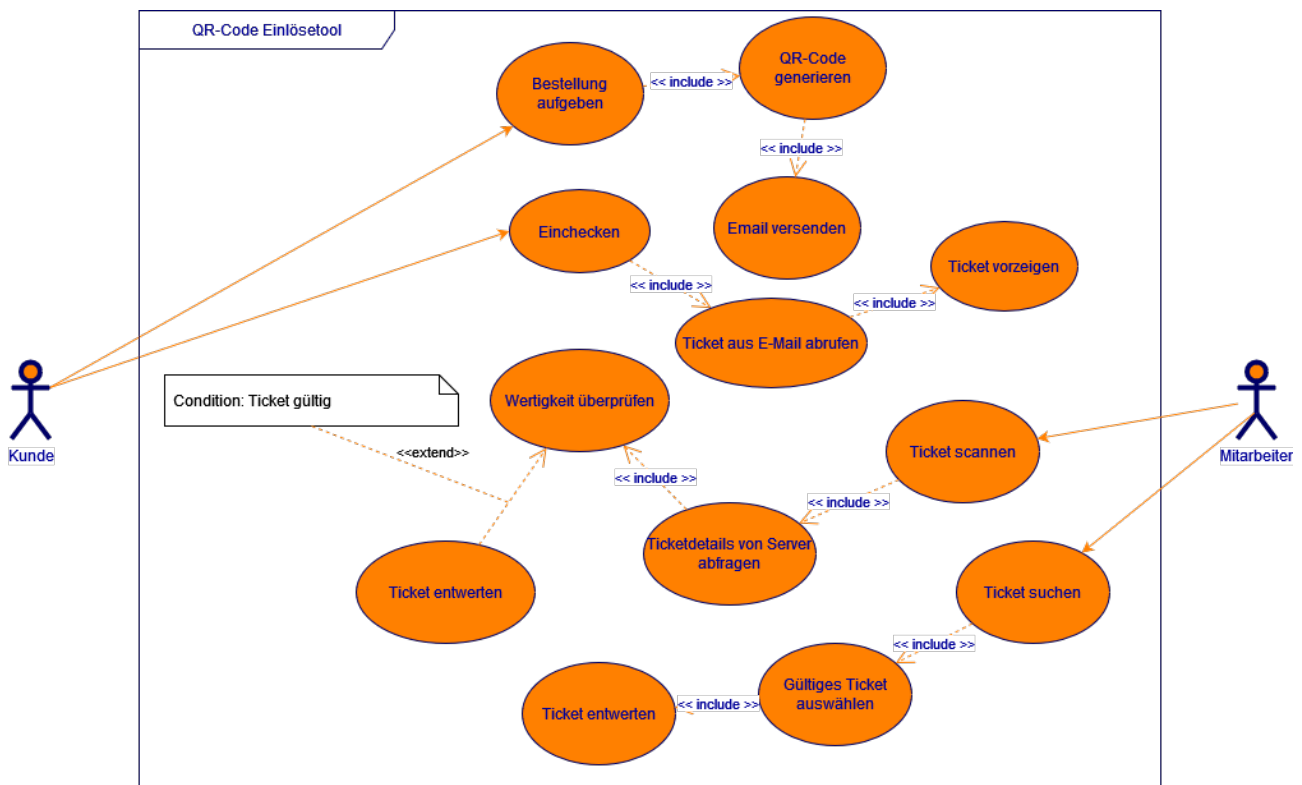 QR-Code Einlösetool
Bestellung
aufgeben
<< include >>
QR-Code
generieren
<< include >>
Email versenden
Einchecken
<< include >>
Ticket aus E-Mail abrufen
<< include >>
Ticket vorzeigen
Kunde
Condition: Ticket gültig
<<extend>>
Wertigkeit überprüfen
<< include >>
Ticket scannen
<< include >>
Mitarbeiter
Ticketdetails von Server
abfragen
Ticket entwerten
Ticket suchen
<< include >>
Gültiges Ticket
auswählen
<< include >>
Ticket entwerten